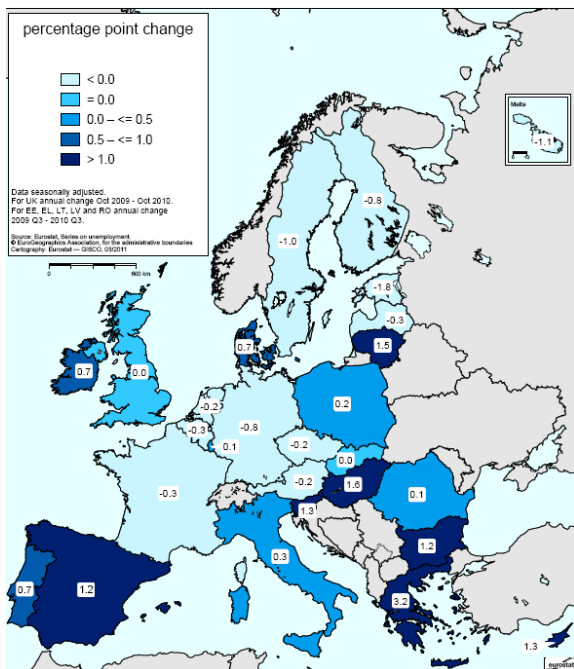 percentage point change
< 0.0
= 0.0
0.0 – <= 0.5
0.5 – <= 1.0
> 1.0
Data seasonally adjusted.
For UK annual change Oct 2009 - Oct 2010.
For EE, EL, LT, LV and RO annual change
2009 Q3 - 2010 Q3.
Source: Eurostat, Series on unemployment.
© EuroGeographics Association, for the administrative boundaries
Cartography: Eurostat — GISCO, 03/2011
600 km
Malta
-1.1
-0.8
-1.0
-1.8
-0.3
1.5
0.7
0.7
0.0
-0.2
0.2
-0.3
-0.8
0.1
-0.2
0.0
-0.2
1.6
-0.3
1.3
0.1
0.3
1.2
0.7
1.2
3.2
1.3
eurostat